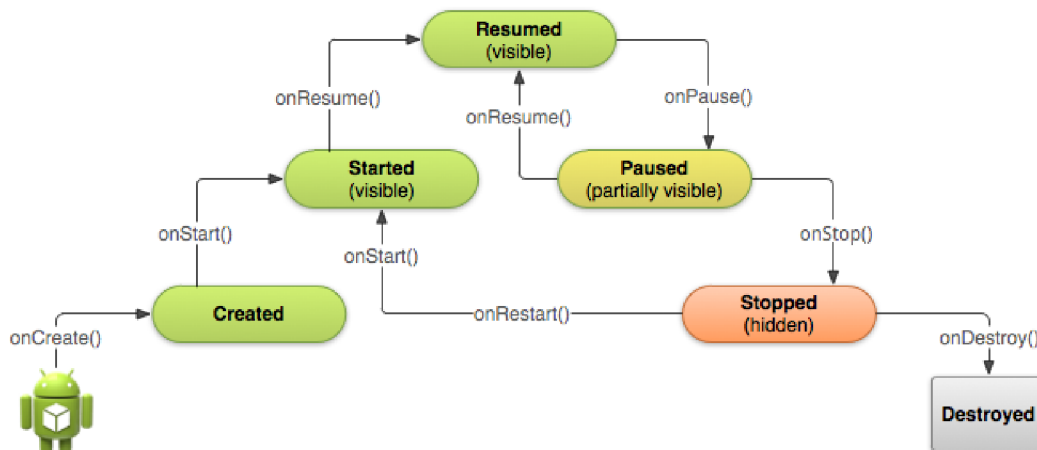 Resumed
(visible)
onResume()
onResume()
onPause()
Started
(visible)
Paused
(partially visible)
onStart()
onStart()
onStop()
Created
onRestart()
Stopped
(hidden)
onCreate()
onDestroy()
Destroyed